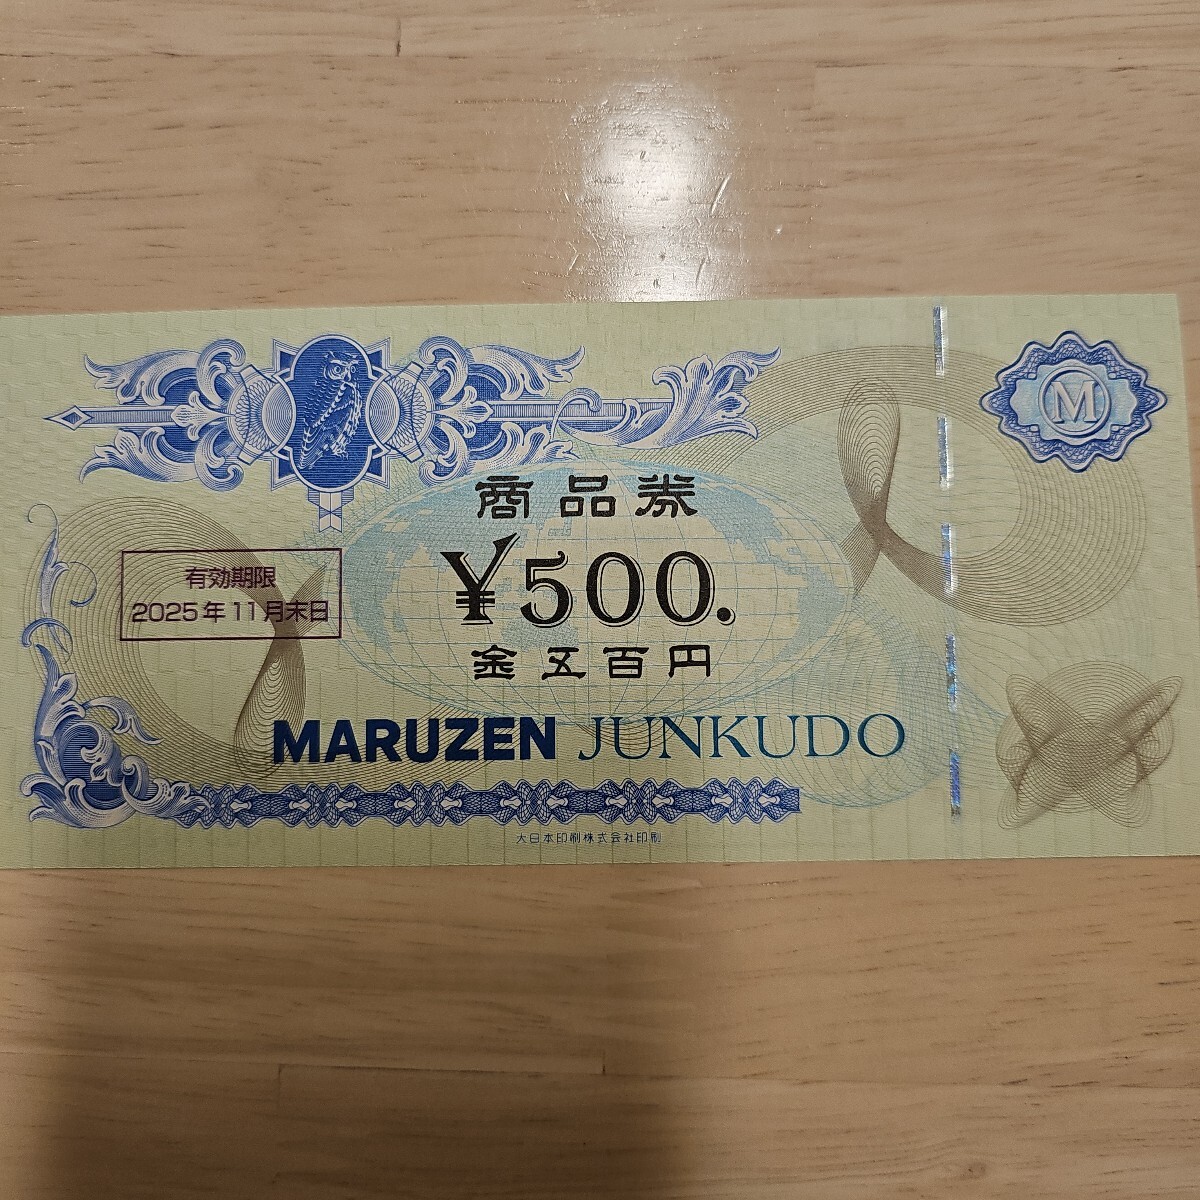 M
商品券
¥500.
金五百円
有効期限
2025年11月末日
MARUZEN JUNKUDO
大日本印刷株式会社印刷